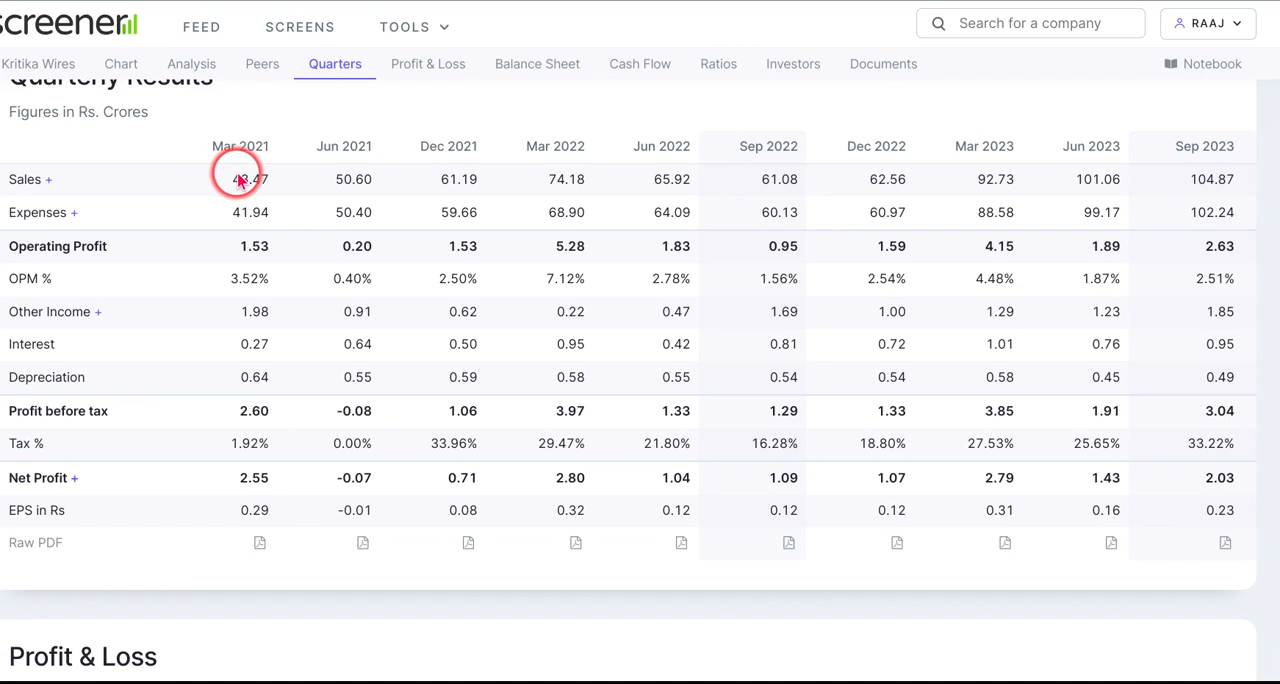 screener
FEED SCREENS TOOLS
Search for a company
RAAJ
Kritika Wires Chart Analysis Peers Quarters Profit & Loss Balance Sheet Cash Flow Ratios Investors Documents Notebook
Quarterly Results
Figures in Rs. Crores
Mar 2021 Jun 2021 Dec 2021 Mar 2022 Jun 2022 Sep 2022 Dec 2022 Mar 2023 Jun 2023 Sep 2023
Sales + 43.47 50.60 61.19 74.18 65.92 61.08 62.56 92.73 101.06 104.87
Expenses + 41.94 50.40 59.66 68.90 64.09 60.13 60.97 88.58 99.17 102.24
Operating Profit 1.53 0.20 1.53 5.28 1.83 0.95 1.59 4.15 1.89 2.63
OPM % 3.52% 0.40% 2.50% 7.12% 2.78% 1.56% 2.54% 4.48% 1.87% 2.51%
Other Income + 1.98 0.91 0.62 0.22 0.47 1.69 1.00 1.29 1.23 1.85
Interest 0.27 0.64 0.50 0.95 0.42 0.81 0.72 1.01 0.76 0.95
Depreciation 0.64 0.55 0.59 0.58 0.55 0.54 0.54 0.58 0.45 0.49
Profit before tax 2.60 -0.08 1.06 3.97 1.33 1.29 1.33 3.85 1.91 3.04
Tax % 1.92% 0.00% 33.96% 29.47% 21.80% 16.28% 18.80% 27.53% 25.65% 33.22%
Net Profit + 2.55 -0.07 0.71 2.80 1.04 1.09 1.07 2.79 1.43 2.03
EPS in Rs 0.29 -0.01 0.08 0.32 0.12 0.12 0.12 0.31 0.16 0.23
Raw PDF
Profit & Loss